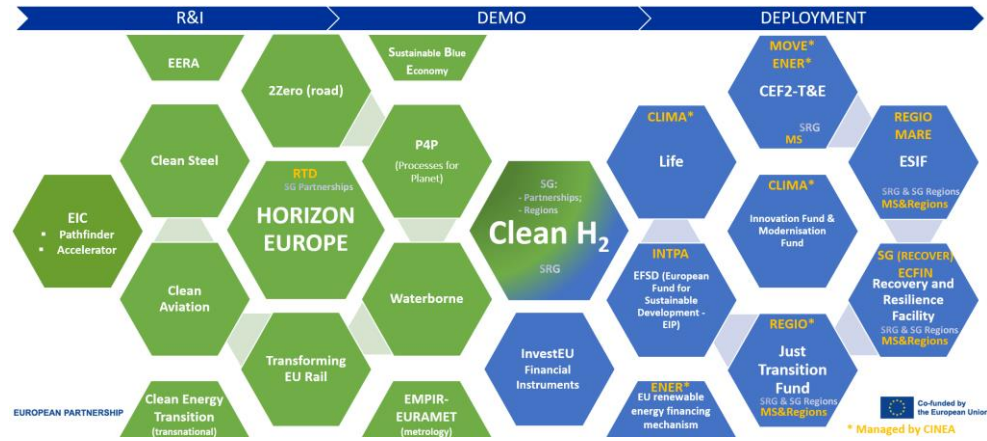 R&I
DEMO
DEPLOYMENT
EERA
2Zero (road)
Sustainable Blue
Economy
MOVE*
ENER*
CEF2-T&E
SRG
MS
Clean Steel
P4P
(Processes for
Planet)
CLIMA*
Life
REGIO
MARE
ESIF
SRG & SG Regions
MS&Regions
EIC
▪ Pathfinder
▪ Accelerator
RTD
SG Partnerships
HORIZON
EUROPE
SG:
- Partnerships;
- Regions
Clean H₂
SRG
CLIMA*
Innovation Fund &
Modernisation
Fund
Clean
Aviation
Waterborne
INTPA
EFSD (European
Fund for
Sustainable
Development -
EIP)
SG (RECOVER)
ECFIN
Recovery and
Resilience
Facility
SRG & SG Regions
MS&Regions
Transforming
EU Rail
InvestEU
Financial
Instruments
REGIO*
Just
Transition
Fund
SRG & SG Regions
MS&Regions
EUROPEAN PARTNERSHIP
Clean Energy
Transition
(transnational)
EMPIR-
EURAMET
(metrology)
ENER*
EU renewable
energy financing
mechanism
Co-funded by
the European Union
* Managed by CINEA